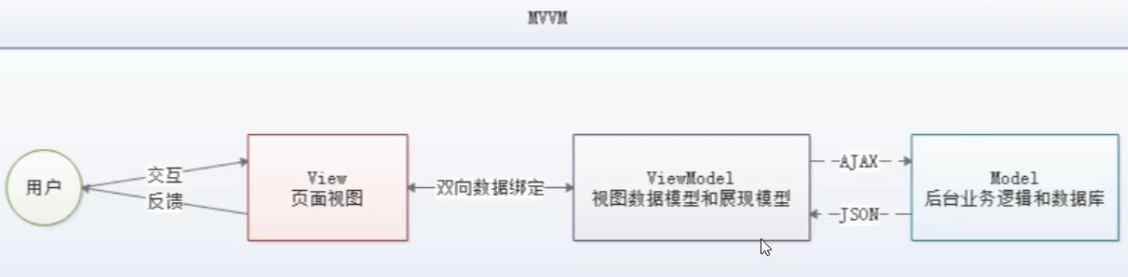 MVVM
用户
交互
反馈
View
页面视图
双向数据绑定
ViewModel
视图数据模型和展现模型
AJAX
JSON
Model
后台业务逻辑和数据库